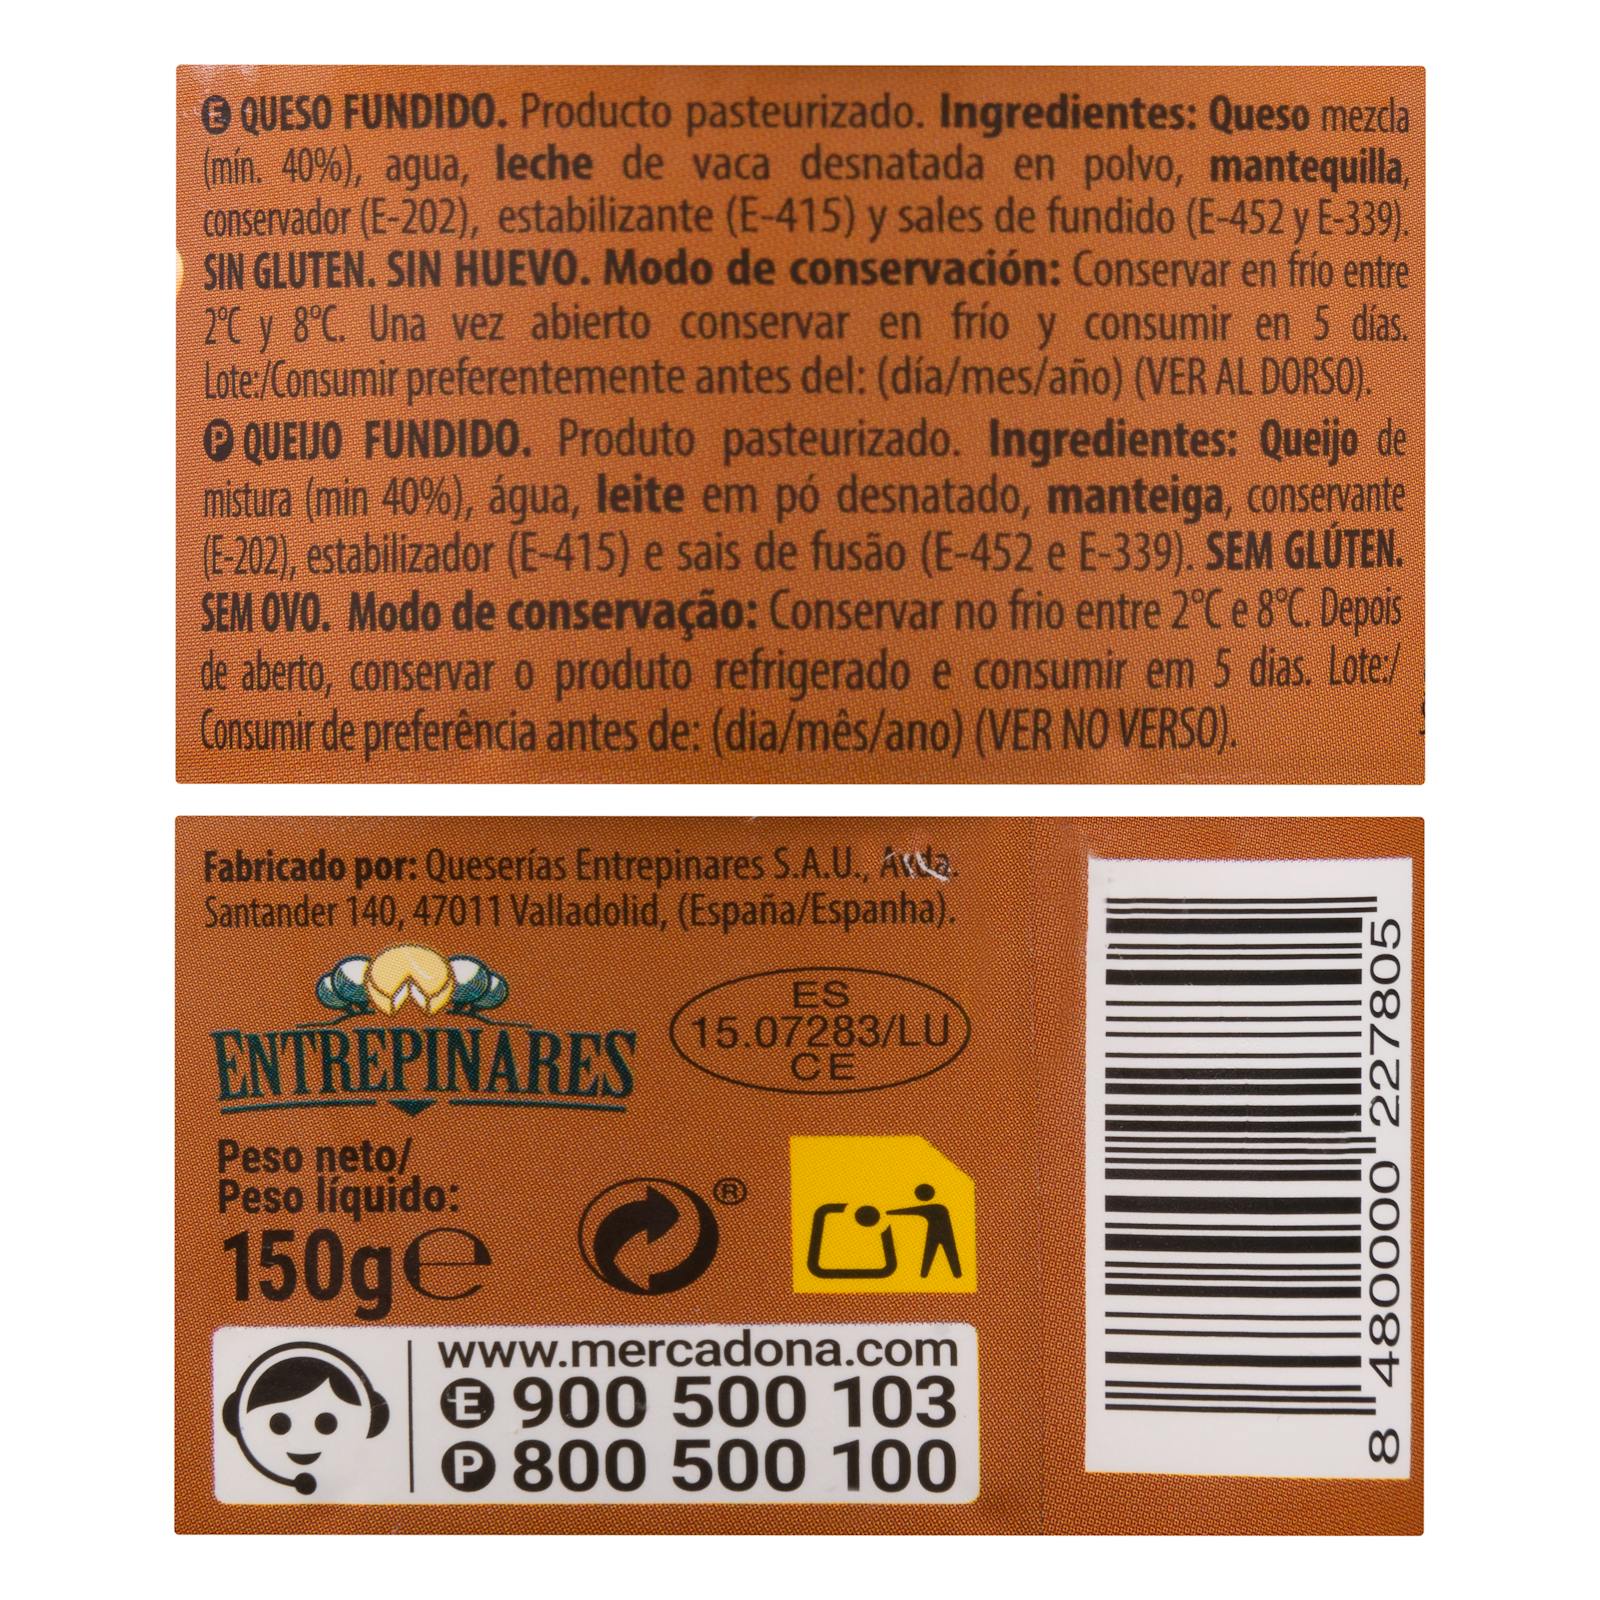 E QUESO FUNDIDO. Producto pasteurizado. Ingredientes: Queso mezcla
(mín. 40%), agua, leche de vaca desnatada en polvo, mantequilla,
conservador (E-202), estabilizante (E-415) y sales de fundido (E-452 y E-339).
SIN GLUTEN. SIN HUEVO. Modo de conservación: Conservar en frío entre
2ºC y 8ºC. Una vez abierto conservar en frío y consumir en 5 días.
Lote:/Consumir preferentemente antes del: (día/mes/año) (VER AL DORSO).
P QUEIJO FUNDIDO. Produto pasteurizado. Ingredientes: Queijo de
mistura (min 40%), água, leite em pó desnatado, manteiga, conservante
(E-202), estabilizador (E-415) e sais de fusão (E-452 e E-339). SEM GLÚTEN.
SEM OVO. Modo de conservação: Conservar no frio entre 2ºC e 8ºC. Depois
de aberto, conservar o produto refrigerado e consumir em 5 dias. Lote:/
Consumir de preferência antes de: (dia/mês/ano) (VER NO VERSO).
Fabricado por: Queserías Entrepinares S.A.U., Avda.
Santander 140, 47011 Valladolid, (España/Espanha).
ENTREPINARES
ES
15.07283/LU
CE
Peso neto/
Peso líquido:
150g e
®
www.mercadona.com
E 900 500 103
P 800 500 100
8 480000 227805